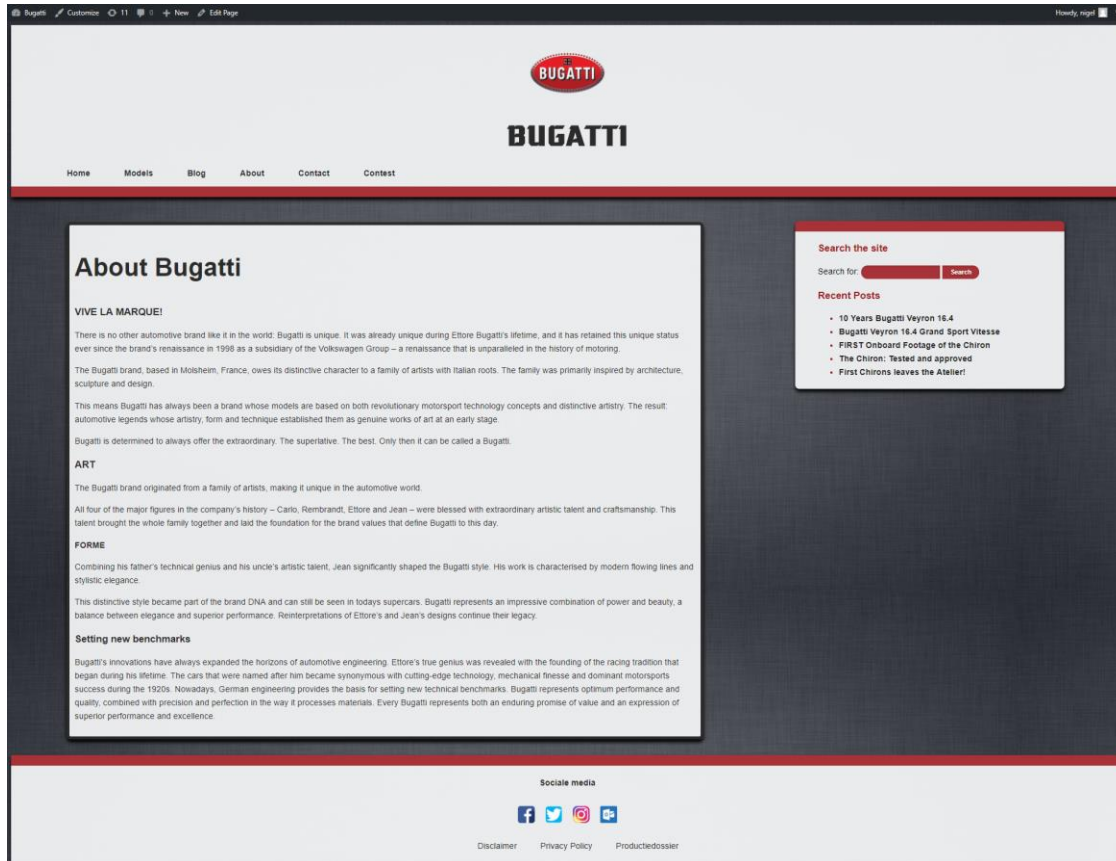 Bugatti Customize 11 0 New Edit Page Howdy, nigel
BUGATTI
BUGATTI
Home Models Blog About Contact Contest
About Bugatti
VIVE LA MARQUE!
There is no other automotive brand like it in the world: Bugatti is unique. It was already unique during Ettore Bugatti's lifetime, and it has retained this unique status
ever since the brand's renaissance in 1998 as a subsidiary of the Volkswagen Group – a renaissance that is unparalleled in the history of motoring.
The Bugatti brand, based in Molsheim, France, owes its distinctive character to a family of artists with Italian roots. The family was primarily inspired by architecture,
sculpture and design.
This means Bugatti has always been a brand whose models are based on both revolutionary motorsport technology concepts and distinctive artistry. The result:
automotive legends whose artistry, form and technique established them as genuine works of art at an early stage.
Bugatti is determined to always offer the extraordinary. The superlative. The best. Only then it can be called a Bugatti.
ART
The Bugatti brand originated from a family of artists, making it unique in the automotive world.
All four of the major figures in the company's history – Carlo, Rembrandt, Ettore and Jean – were blessed with extraordinary artistic talent and craftsmanship. This
talent brought the whole family together and laid the foundation for the brand values that define Bugatti to this day.
FORME
Combining his father's technical genius and his uncle's artistic talent, Jean significantly shaped the Bugatti style. His work is characterised by modern flowing lines and
stylistic elegance.
This distinctive style became part of the brand DNA and can still be seen in todays supercars. Bugatti represents an impressive combination of power and beauty, a
balance between elegance and superior performance. Reinterpretations of Ettore's and Jean's designs continue their legacy.
Setting new benchmarks
Bugatti's innovations have always expanded the horizons of automotive engineering. Ettore's true genius was revealed with the founding of the racing tradition that
began during his lifetime. The cars that were named after him became synonymous with cutting-edge technology, mechanical finesse and dominant motorsports
success during the 1920s. Nowadays, German engineering provides the basis for setting new technical benchmarks. Bugatti represents optimum performance and
quality, combined with precision and perfection in the way it processes materials. Every Bugatti represents both an enduring promise of value and an expression of
superior performance and excellence.
Search the site
Search for: Search
Recent Posts
10 Years Bugatti Veyron 16.4
Bugatti Veyron 16.4 Grand Sport Vitesse
FIRST Onboard Footage of the Chiron
The Chiron: Tested and approved
First Chirons leaves the Atelier!
Sociale media
Disclaimer Privacy Policy Productiedossier